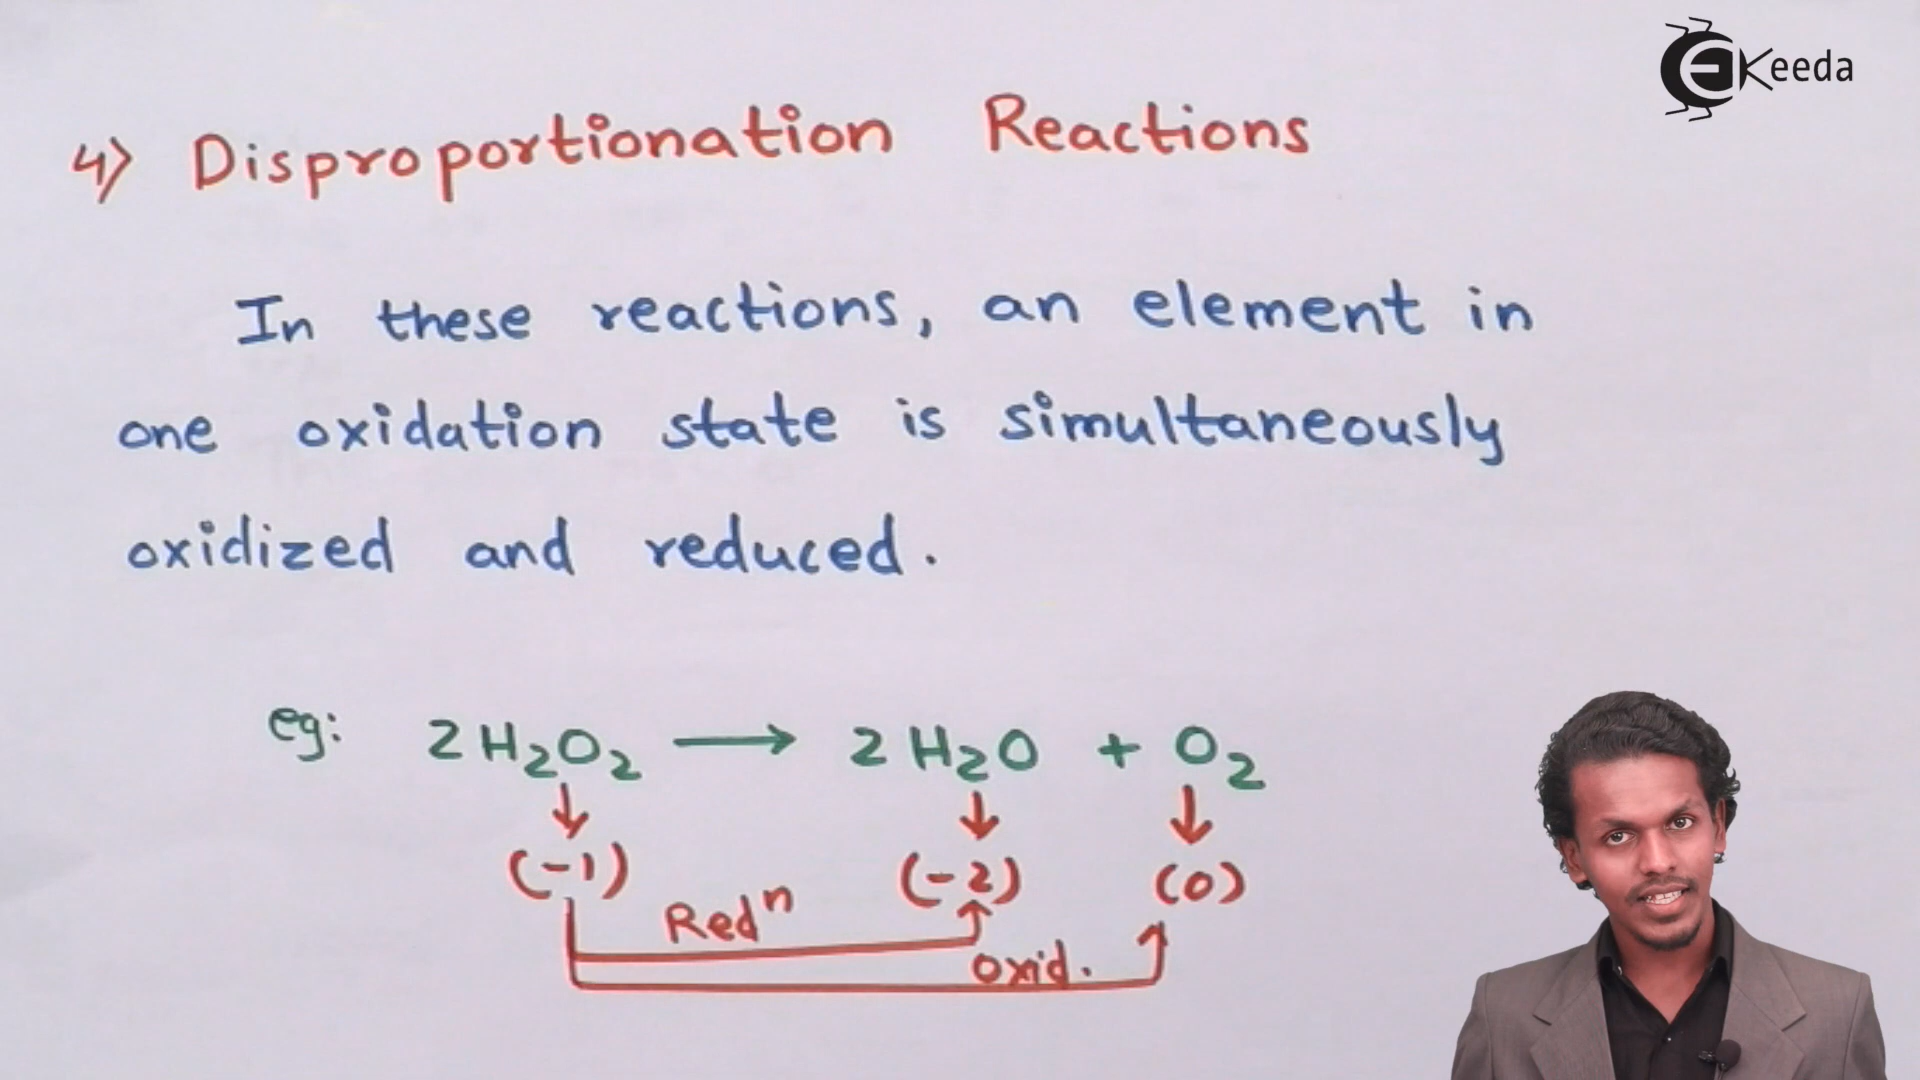 EKeeda
4) Disproportionation Reactions
In these reactions, an element in
one oxidation state is simultaneously
oxidized and reduced.
eg: 2H₂O₂ → 2H₂O + O₂
(-1) (-2) (0)
Redⁿ
Oxid.